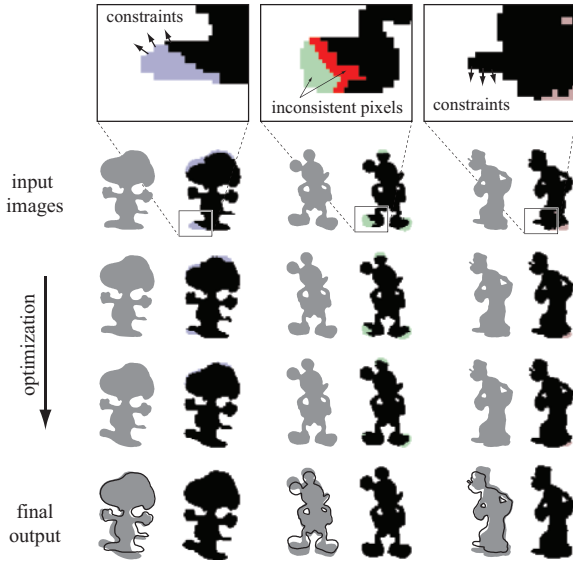 constraints
inconsistent pixels
constraints
input
images
optimization
final
output